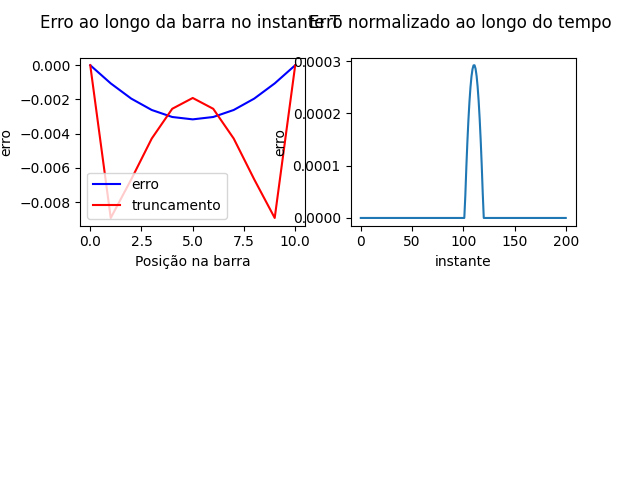 Erro ao longo da barra no instante T
Erro normalizado ao longo do tempo
erro
0.000
−0.002
−0.004
−0.006
−0.008
erro
truncamento
0.0
2.5
5.0
7.5
10.0
Posição na barra
erro
0.0003
0.0002
0.0001
0.0000
0
50
100
150
200
instante